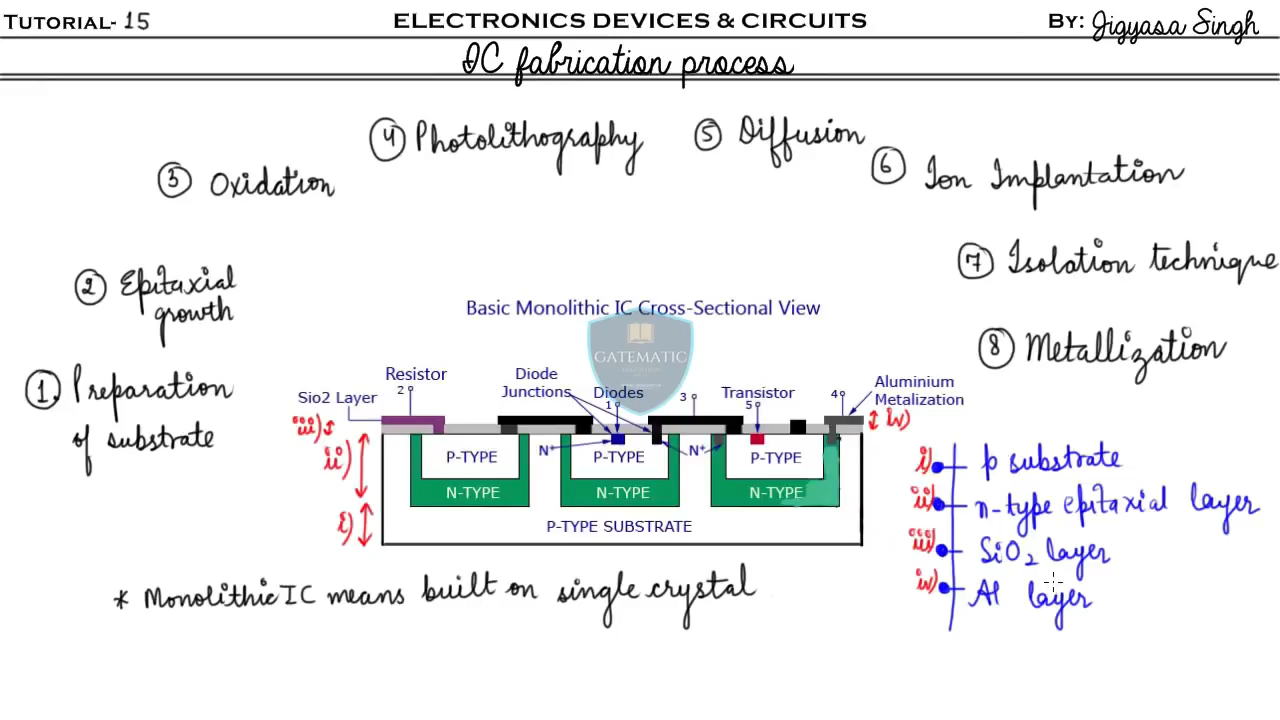 TUTORIAL- 15
ELECTRONICS DEVICES & CIRCUITS
BY: Jigyasa Singh
IC fabrication process
4 Photolithography
5 Diffusion
3 Oxidation
6 Ion Implantation
7 Isolation technique
2 Epitaxial
growth
8 Metallization
1. Preparation
of substrate
Basic Monolithic IC Cross-Sectional View
GATEMATIC
Resistor
2
Sio2 Layer
Diode
Junctions
Diodes
1
3
Transistor
5
4
Aluminium
Metalization
iii)
iv)
ii)
i)
N+
N+
P-TYPE
P-TYPE
P-TYPE
N-TYPE
N-TYPE
N-TYPE
P-TYPE SUBSTRATE
i) p substrate
ii) n-type epitaxial layer
iii) SiO2 layer
iv) Al layer
* Monolithic IC means built on single crystal